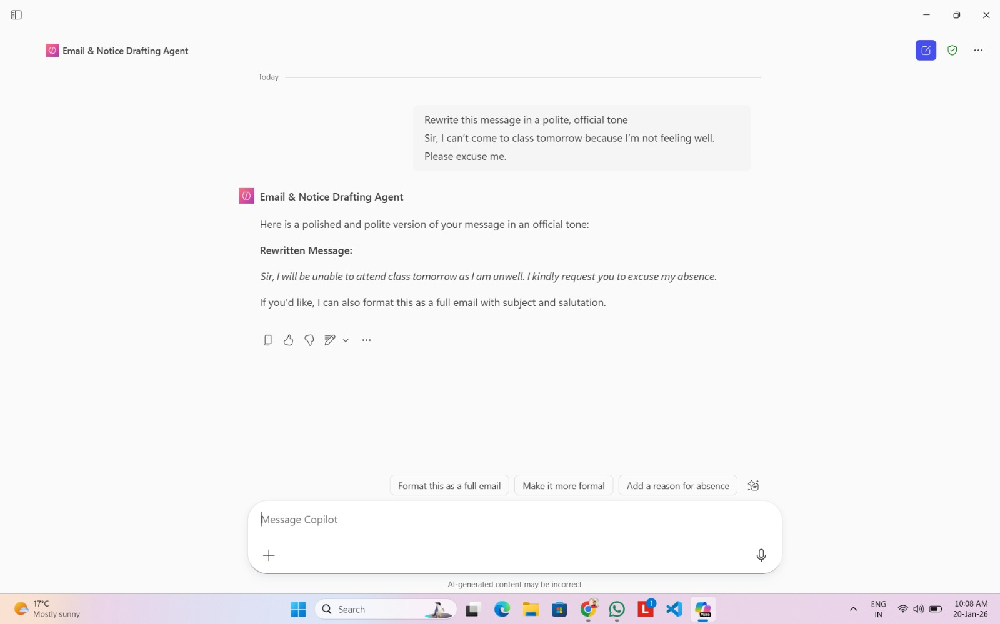 Email & Notice Drafting Agent
Today
Rewrite this message in a polite, official tone
Sir, I can’t come to class tomorrow because I’m not feeling well.
Please excuse me.
Email & Notice Drafting Agent
Here is a polished and polite version of your message in an official tone:
Rewritten Message:
Sir, I will be unable to attend class tomorrow as I am unwell. I kindly request you to excuse my absence.
If you'd like, I can also format this as a full email with subject and salutation.
Format this as a full email
Make it more formal
Add a reason for absence
Message Copilot
AI-generated content may be incorrect
17°C
Mostly sunny
Search
L
1
M365
ENG
IN
10:08 AM
20-Jan-26